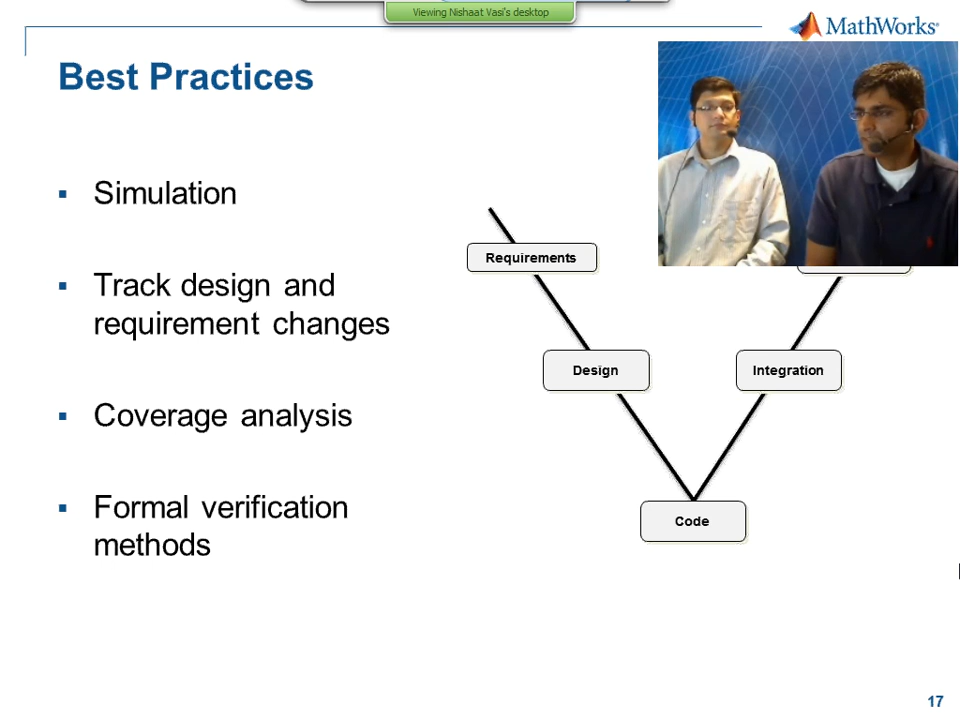 Viewing Nishaat Vasi's desktop
MathWorks®
Best Practices
Simulation
Track design and
requirement changes
Coverage analysis
Formal verification
methods
Requirements
Design
Integration
Code
17